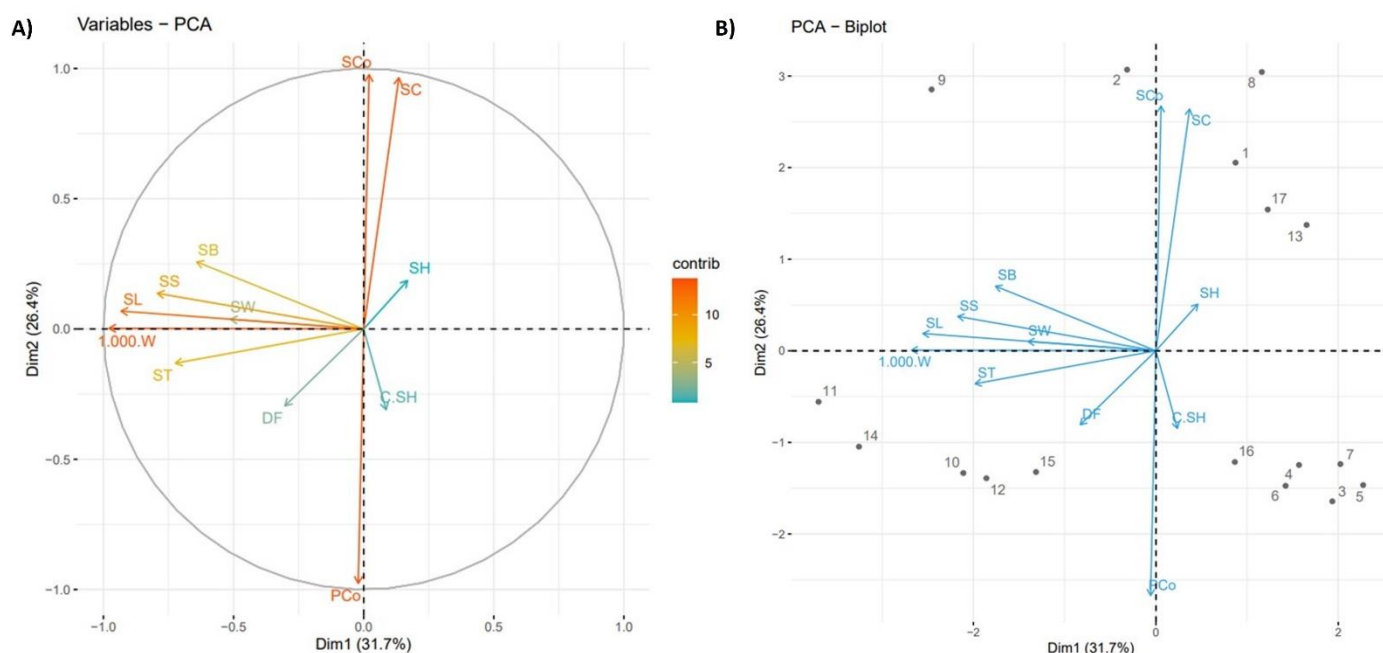 A)
Variables − PCA
1.0
0.5
0.0
−0.5
−1.0
Dim2 (26.4%)
SCo
SC
SH
SB
SS
SL
SW
1.000.W
ST
DF
C.SH
PCo
−1.0
−0.5
0.0
0.5
1.0
Dim1 (31.7%)
contrib
10
5
B)
PCA − Biplot
3
2
1
0
−1
−2
Dim2 (26.4%)
9
2
8
SCo
SC
1
17
13
SB
SH
SS
SL
SW
1.000.W
ST
DF
C.SH
11
14
10
12
15
16
4
7
6
3
5
PCo
−2
0
2
Dim1 (31.7%)